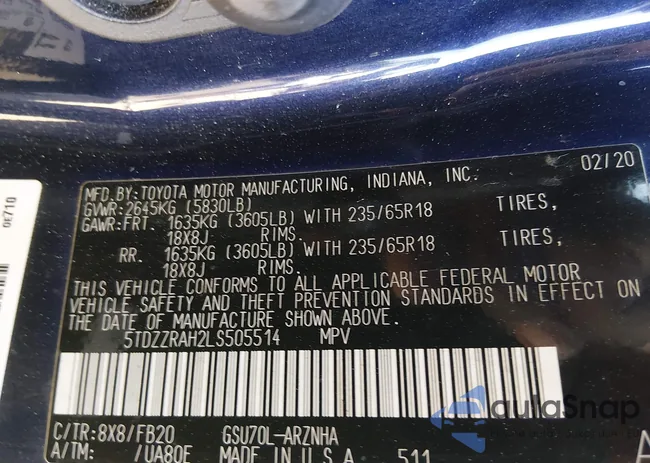 MFD.BY:TOYOTA MOTOR MANUFACTURING, INDIANA, INC. 02/20
GVWR:2645KG (5830LB)
GAWR:FRT. 1635KG (3605LB) WITH 235/65R18 TIRES,
18X8J RIMS.
RR. 1635KG (3605LB) WITH 235/65R18 TIRES,
18X8J RIMS.
THIS VEHICLE CONFORMS TO ALL APPLICABLE FEDERAL MOTOR
VEHICLE SAFETY AND THEFT PREVENTION STANDARDS IN EFFECT ON
THE DATE OF MANUFACTURE SHOWN ABOVE.
5TDZZRAH2LS505514 MPV
C/TR:8X8/FB20 GSU70L-ARZNHA
A/TM: /UA80E MADE IN U.S.A 511
A
0E710
autaSnap